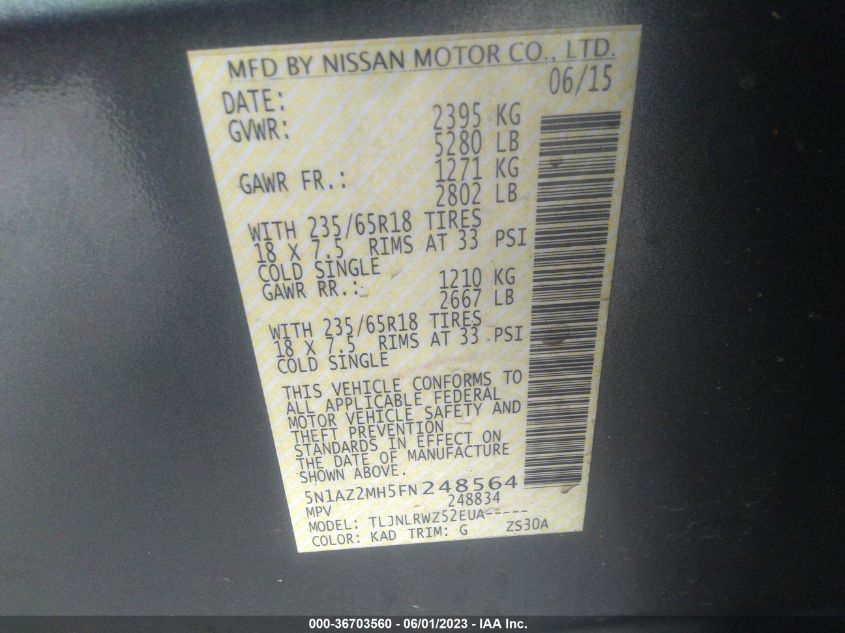 MFD BY NISSAN MOTOR CO., LTD.
DATE: 06/15
GVWR: 2395 KG
5280 LB
GAWR FR.: 1271 KG
2802 LB
WITH 235/65R18 TIRES
18 X 7.5 RIMS AT 33 PSI
COLD SINGLE
GAWR RR.: 1210 KG
2667 LB
WITH 235/65R18 TIRES
18 X 7.5 RIMS AT 33 PSI
COLD SINGLE
THIS VEHICLE CONFORMS TO
ALL APPLICABLE FEDERAL
MOTOR VEHICLE SAFETY AND
THEFT PREVENTION
STANDARDS IN EFFECT ON
THE DATE OF MANUFACTURE
SHOWN ABOVE.
5N1AZ2MH5FN248564
MPV 248834
MODEL: TLJNLRWZ52EUA-----
COLOR: KAD TRIM: G ZS30A
000-36703560 - 06/01/2023 - IAA Inc.